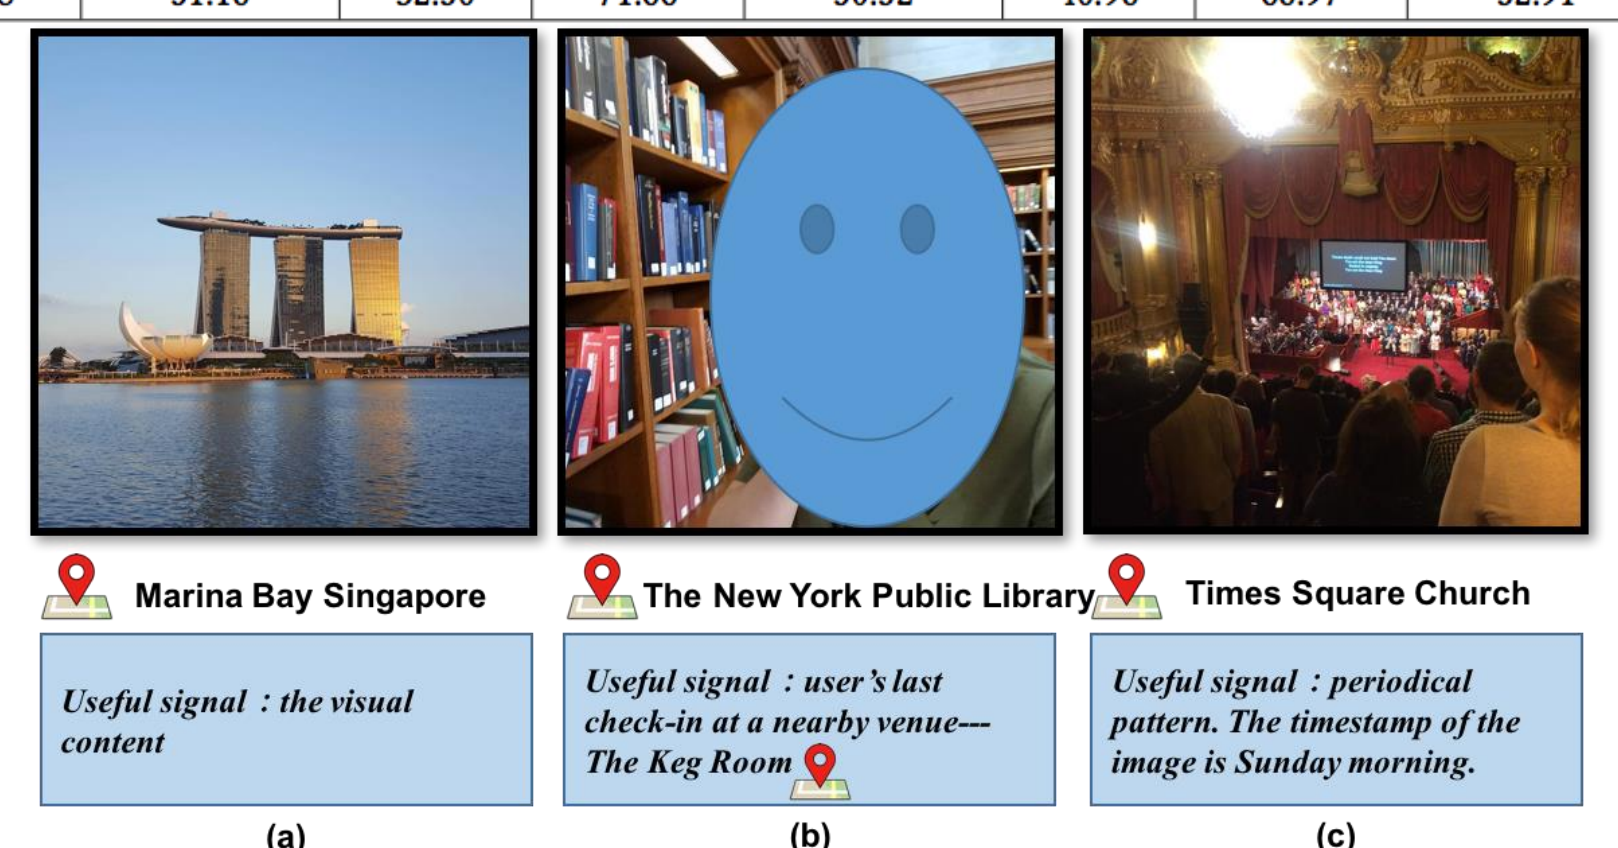 Marina Bay Singapore
The New York Public Library
Times Square Church
Useful signal : the visual
content
Useful signal : user's last
check-in at a nearby venue---
The Keg Room
Useful signal : periodical
pattern. The timestamp of the
image is Sunday morning.
(a)
(b)
(c)